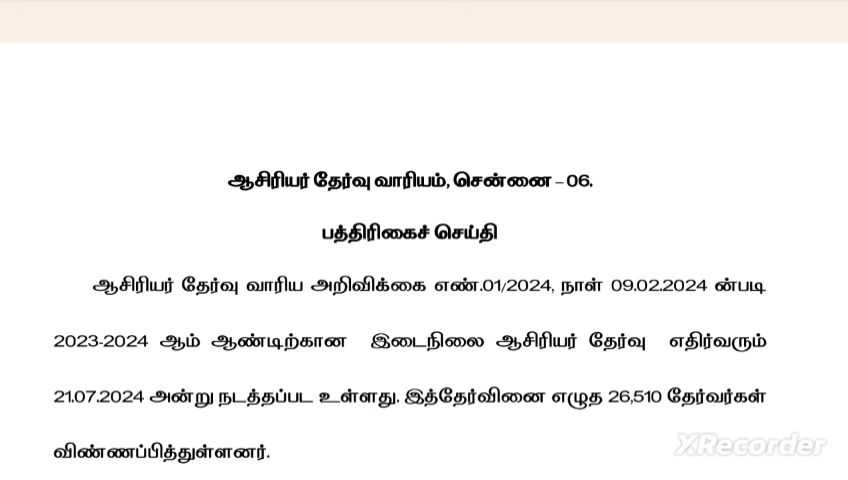 ஆசிரியர் தேர்வு வாரியம், சென்னை – 06.
பத்திரிகைச் செய்தி
ஆசிரியர் தேர்வு வாரிய அறிவிக்கை எண்.01/2024, நாள் 09.02.2024 ன்படி
2023-2024 ஆம் ஆண்டிற்கான இடைநிலை ஆசிரியர் தேர்வு எதிர்வரும்
21.07.2024 அன்று நடத்தப்பட உள்ளது. இத்தேர்வினை எழுத 26,510 தேர்வர்கள்
விண்ணப்பித்துள்ளனர்.
XRecorder